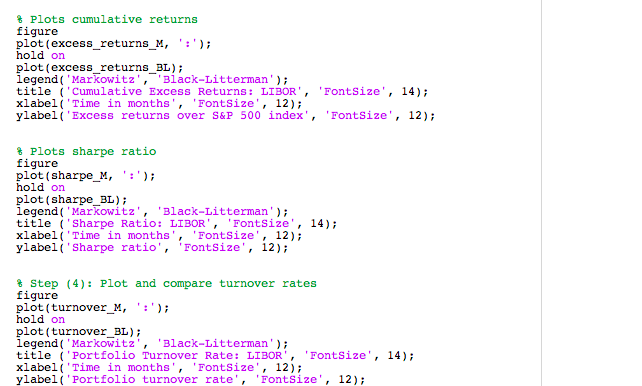 % Plots cumulative returns
figure
plot(excess_returns_M, ':');
hold on
plot(excess_returns_BL);
legend('Markowitz', 'Black-Litterman');
title ('Cumulative Excess Returns: LIBOR', 'FontSize', 14);
xlabel('Time in months', 'FontSize', 12);
ylabel('Excess returns over S&P 500 index', 'FontSize', 12);
% Plots sharpe ratio
figure
plot(sharpe_M, ':');
hold on
plot(sharpe_BL);
legend('Markowitz', 'Black-Litterman');
title ('Sharpe Ratio: LIBOR', 'FontSize', 14);
xlabel('Time in months', 'FontSize', 12);
ylabel('Sharpe ratio', 'FontSize', 12);
% Step (4): Plot and compare turnover rates
figure
plot(turnover_M, ':');
hold on
plot(turnover_BL);
legend('Markowitz', 'Black-Litterman');
title ('Portfolio Turnover Rate: LIBOR', 'FontSize', 14);
xlabel('Time in months', 'FontSize', 12);
ylabel('Portfolio turnover rate', 'FontSize', 12);